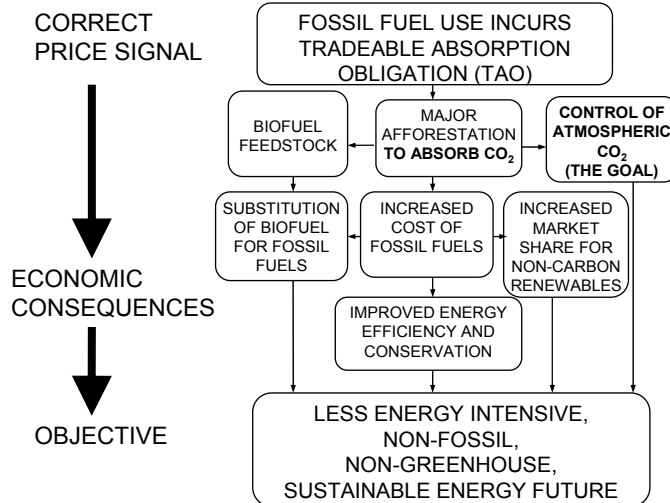 CORRECT
PRICE SIGNAL
FOSSIL FUEL USE INCURS
TRADEABLE ABSORPTION
OBLIGATION (TAO)
BIOFUEL
FEEDSTOCK
MAJOR
AFFORESTATION
TO ABSORB CO₂
CONTROL OF
ATMOSPHERIC
CO₂
(THE GOAL)
SUBSTITUTION
OF BIOFUEL
FOR FOSSIL
FUELS
INCREASED
COST OF
FOSSIL FUELS
INCREASED
MARKET
SHARE FOR
NON-CARBON
RENEWABLES
ECONOMIC
CONSEQUENCES
IMPROVED ENERGY
EFFICIENCY AND
CONSERVATION
OBJECTIVE
LESS ENERGY INTENSIVE,
NON-FOSSIL,
NON-GREENHOUSE,
SUSTAINABLE ENERGY FUTURE